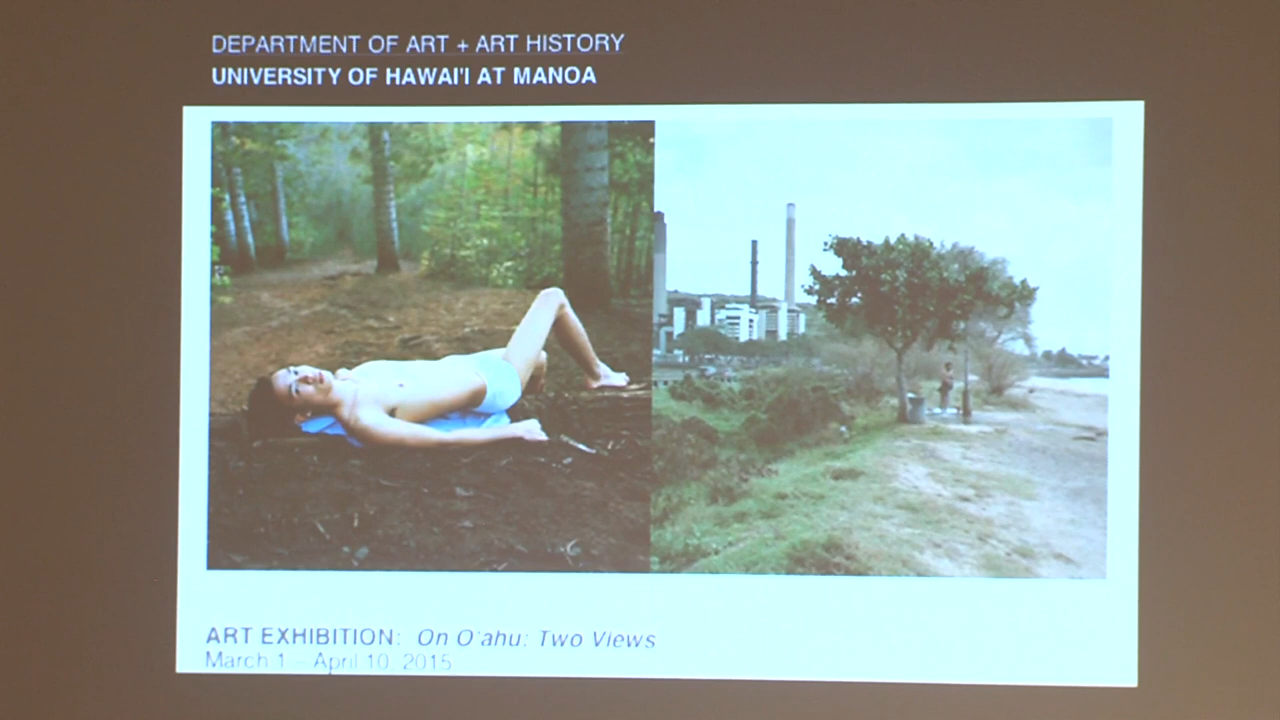 DEPARTMENT OF ART + ART HISTORY
UNIVERSITY OF HAWAI'I AT MANOA
ART EXHIBITION: On O'ahu: Two Views
March 1 – April 10, 2015